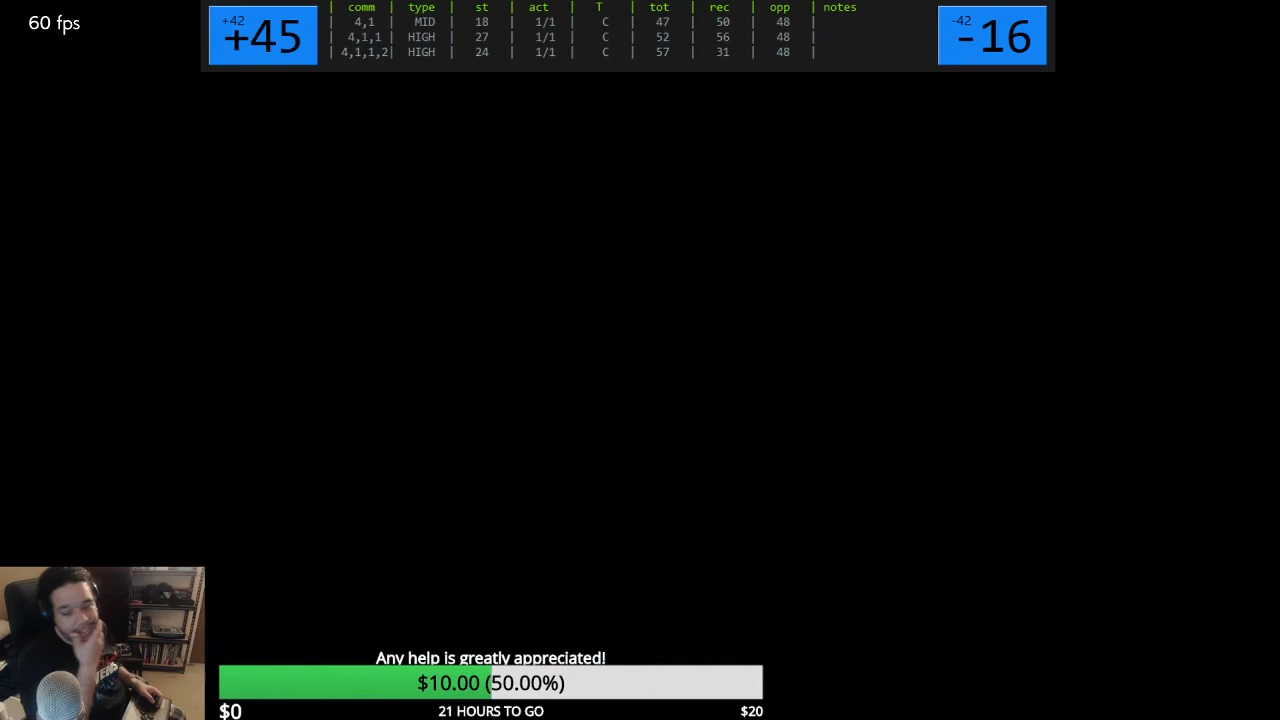 60 fps
+42
+45
| comm | type | st | act | T | tot | rec | opp | notes
| 4,1 | MID | 18 | 1/1 | C | 47 | 50 | 48 |
| 4,1,1 | HIGH | 27 | 1/1 | C | 52 | 56 | 48 |
| 4,1,1,2| HIGH | 24 | 1/1 | C | 57 | 31 | 48 |
-42
-16
Any help is greatly appreciated!
$10.00 (50.00%)
$0 21 HOURS TO GO $20